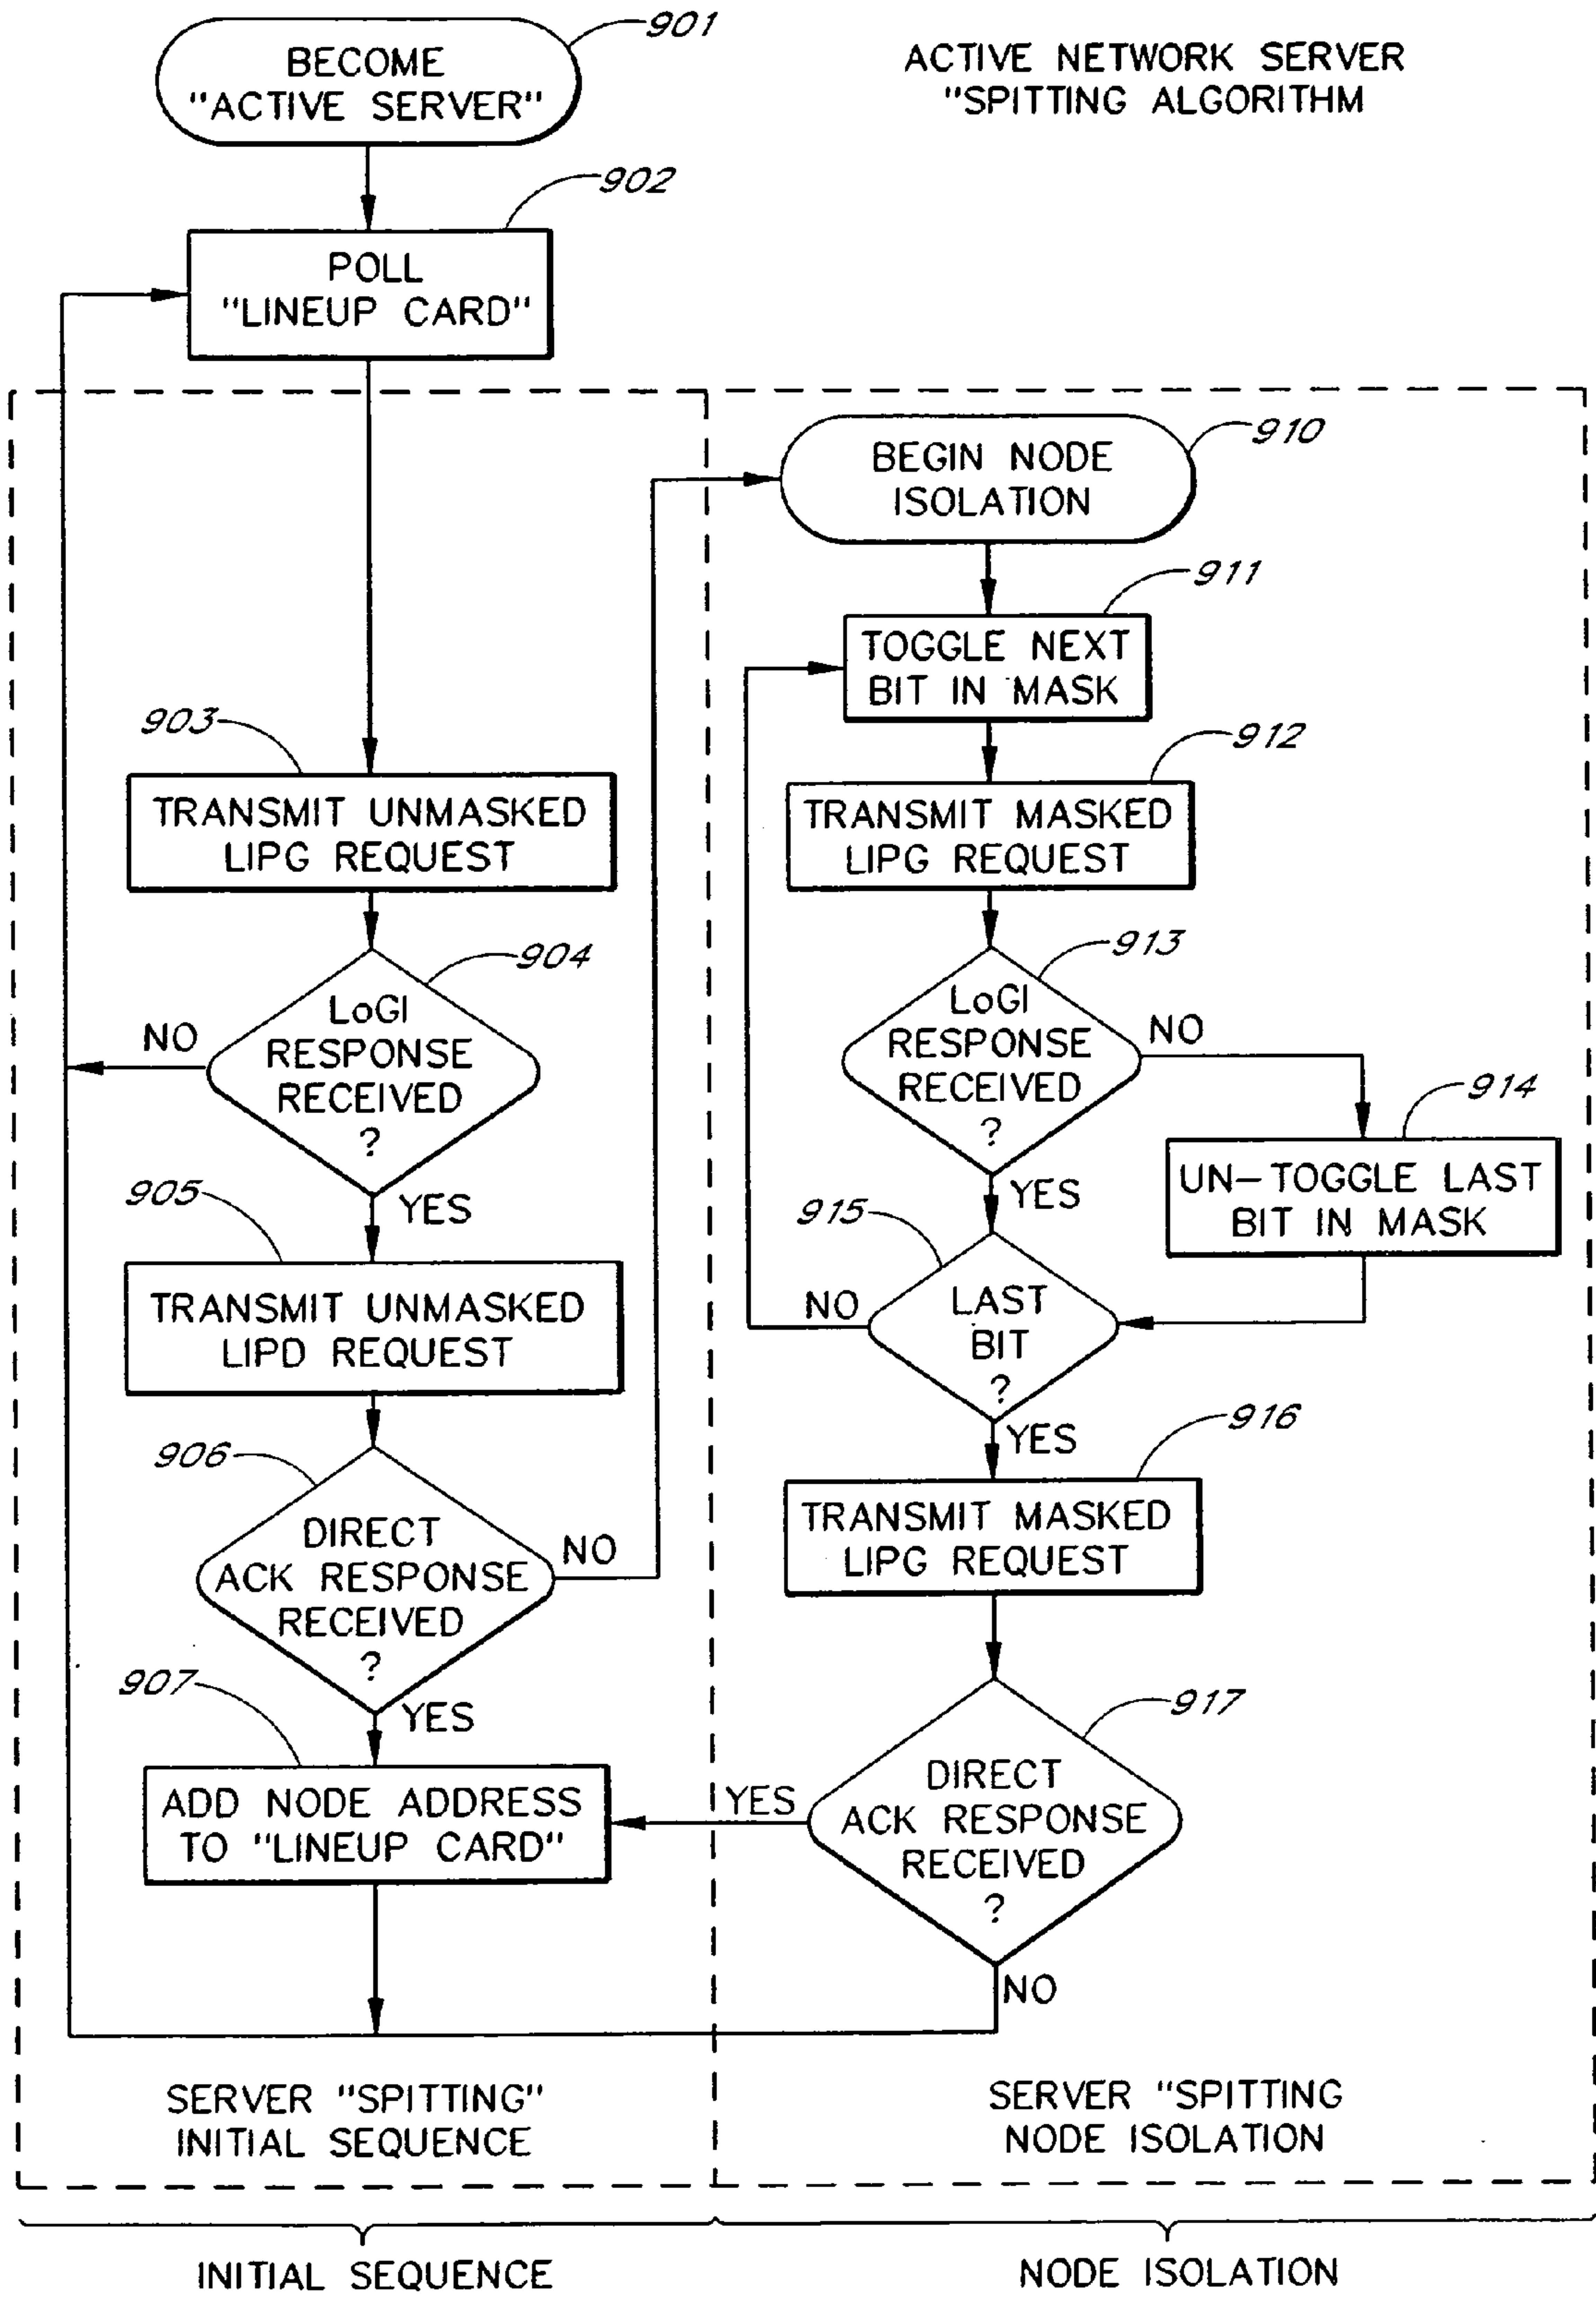 901
BECOME
"ACTIVE SERVER"
ACTIVE NETWORK SERVER
"SPITTING ALGORITHM
902
POLL
"LINEUP CARD"
903
TRANSMIT UNMASKED
LIPG REQUEST
904
LoGI
RESPONSE
RECEIVED
?
NO
YES
905
TRANSMIT UNMASKED
LIPD REQUEST
906
DIRECT
ACK RESPONSE
RECEIVED
?
NO
YES
907
ADD NODE ADDRESS
TO "LINEUP CARD"
SERVER "SPITTING"
INITIAL SEQUENCE
910
BEGIN NODE
ISOLATION
911
TOGGLE NEXT
BIT IN MASK
912
TRANSMIT MASKED
LIPG REQUEST
913
LoGI
RESPONSE
RECEIVED
?
NO
YES
914
UN-TOGGLE LAST
BIT IN MASK
915
LAST
BIT
?
NO
YES
916
TRANSMIT MASKED
LIPG REQUEST
917
DIRECT
ACK RESPONSE
RECEIVED
?
YES
NO
SERVER "SPITTING
NODE ISOLATION
INITIAL SEQUENCE
NODE ISOLATION